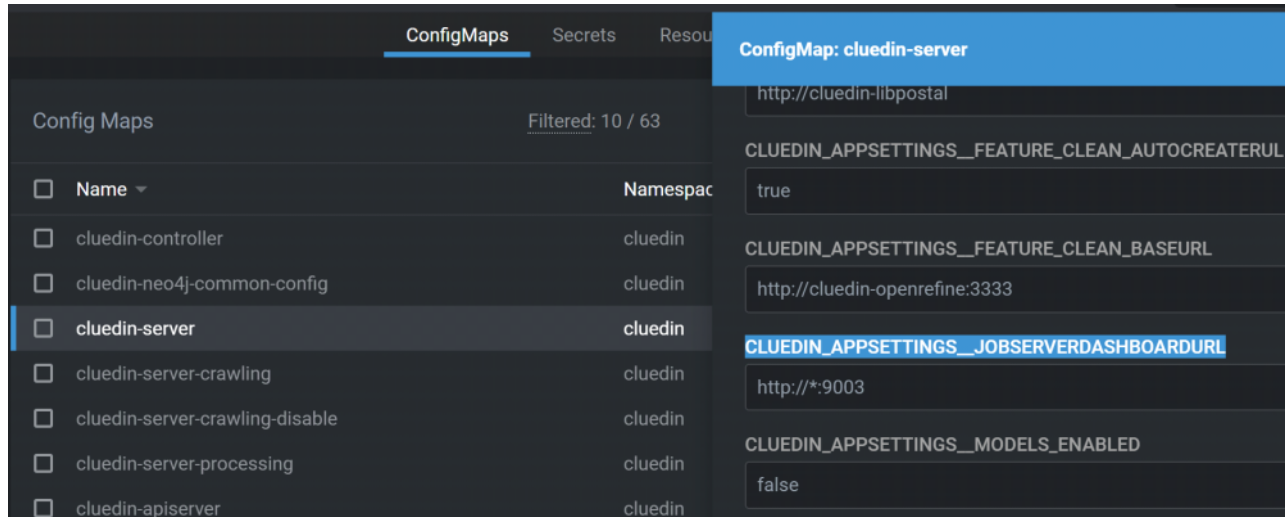 ConfigMaps Secrets Resou
Config Maps
Filtered: 10 / 63
Name Namespac
cluedin-controller cluedin
cluedin-neo4j-common-config cluedin
cluedin-server cluedin
cluedin-server-crawling cluedin
cluedin-server-crawling-disable cluedin
cluedin-server-processing cluedin
cluedin-apiserver cluedin
ConfigMap: cluedin-server
http://cluedin-libpostal
CLUEDIN_APPSETTINGS__FEATURE_CLEAN_AUTOCREATERUL
true
CLUEDIN_APPSETTINGS__FEATURE_CLEAN_BASEURL
http://cluedin-openrefine:3333
CLUEDIN_APPSETTINGS__JOBSERVERDASHBOARDURL
http://*:9003
CLUEDIN_APPSETTINGS__MODELS_ENABLED
false